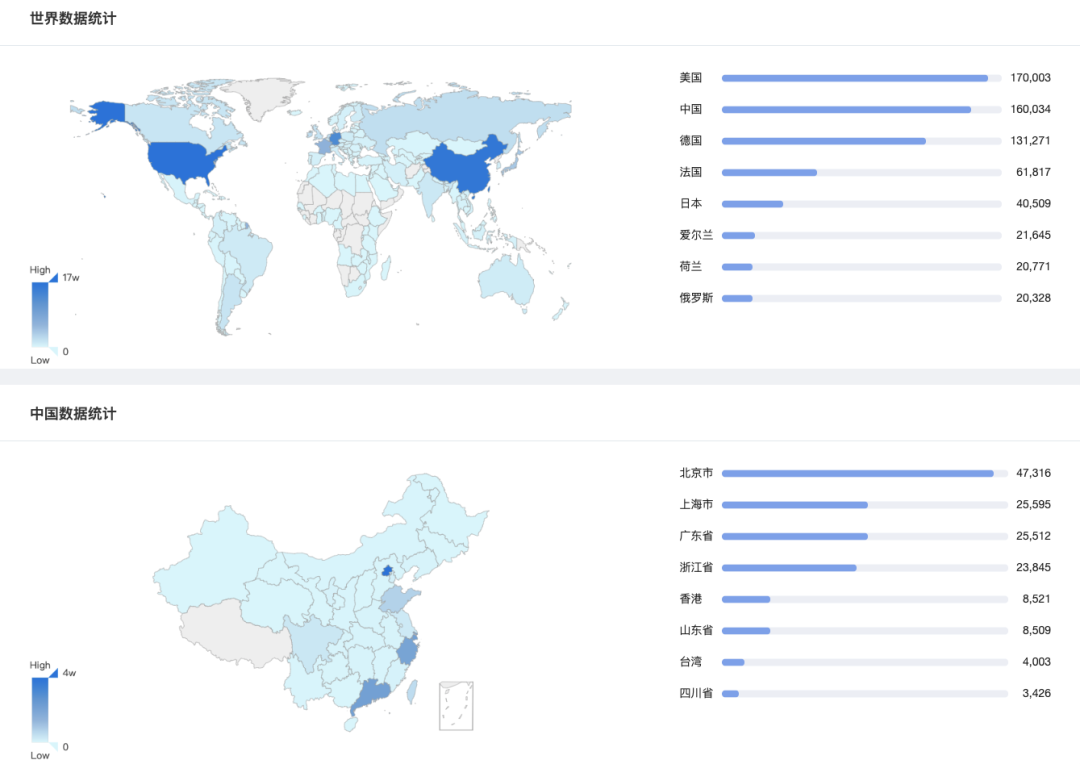 世界数据统计
美国 170,003
中国 160,034
德国 131,271
法国 61,817
日本 40,509
爱尔兰 21,645
荷兰 20,771
俄罗斯 20,328
High
17w
0
Low
中国数据统计
北京市 47,316
上海市 25,595
广东省 25,512
浙江省 23,845
香港 8,521
山东省 8,509
台湾 4,003
四川省 3,426
High
4w
0
Low